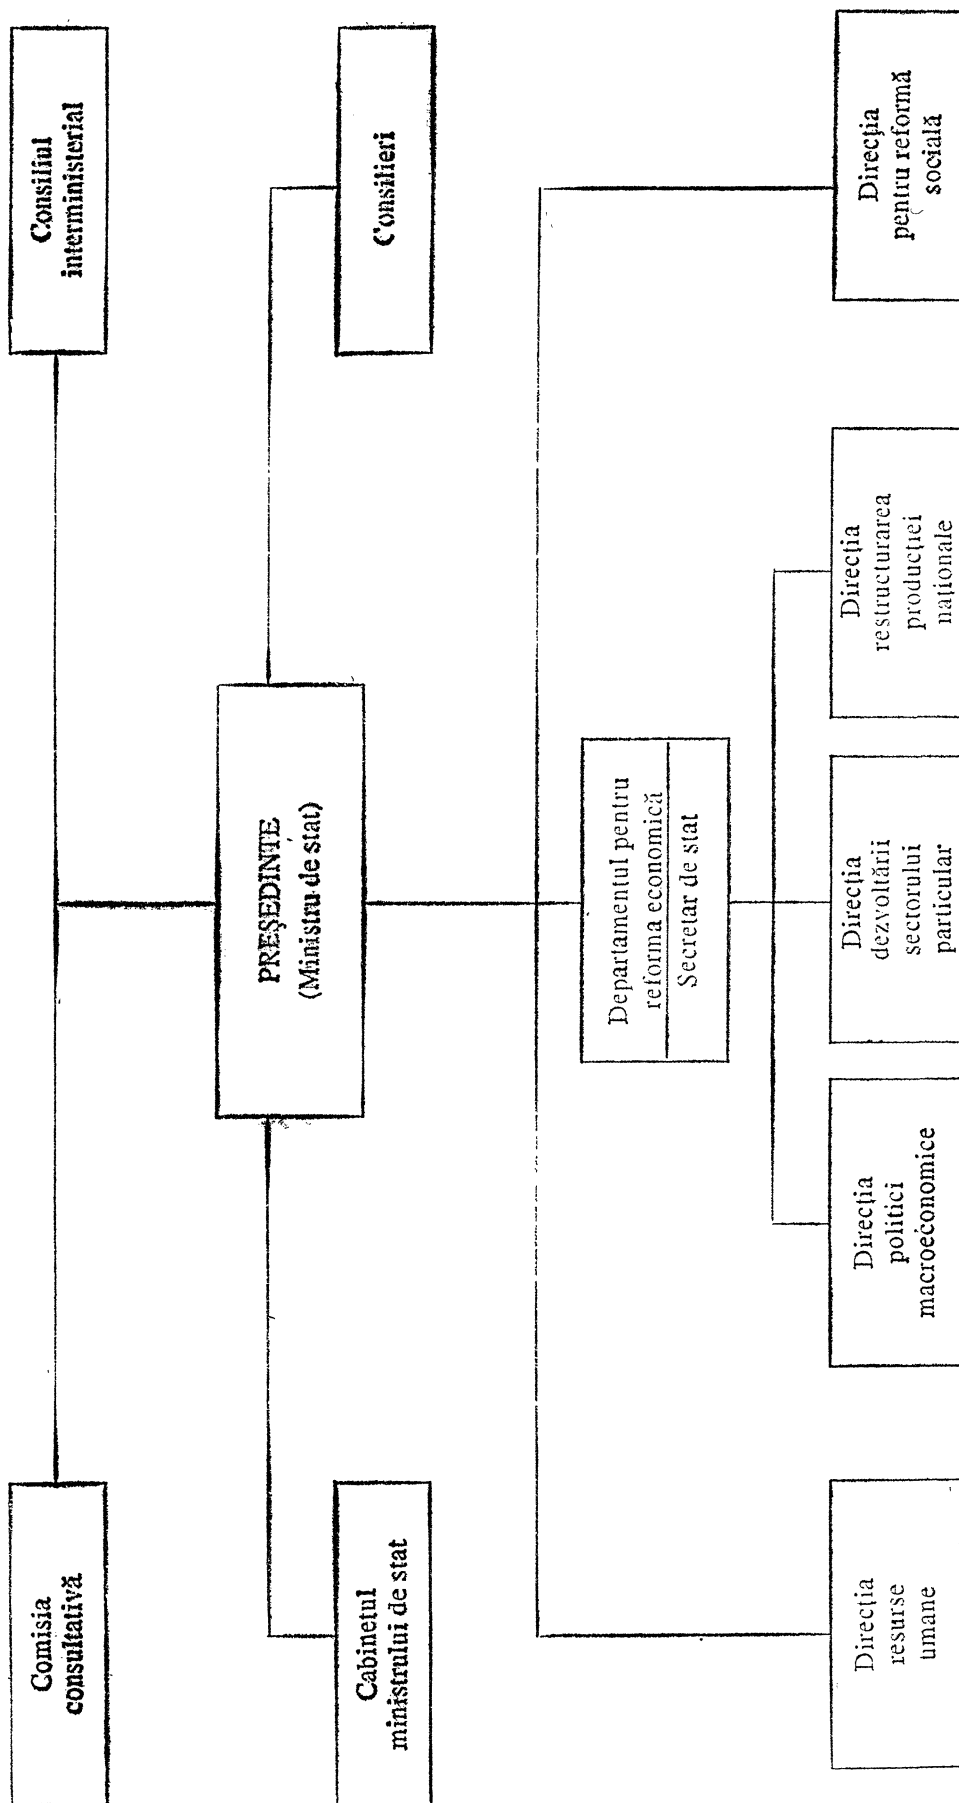 Comisia
consultativă
Consiliul
interministerial
PREȘEDINTE
(Ministru de stat)
Cabinetul
ministrului de stat
Consilieri
Departamentul pentru
reforma economică
Secretar de stat
Direcția
resurse
umane
Direcția
politici
macroeconomice
Direcția
dezvoltării
sectorului
particular
Direcția
restructurarea
producției
naționale
Direcția
pentru reformă
socială